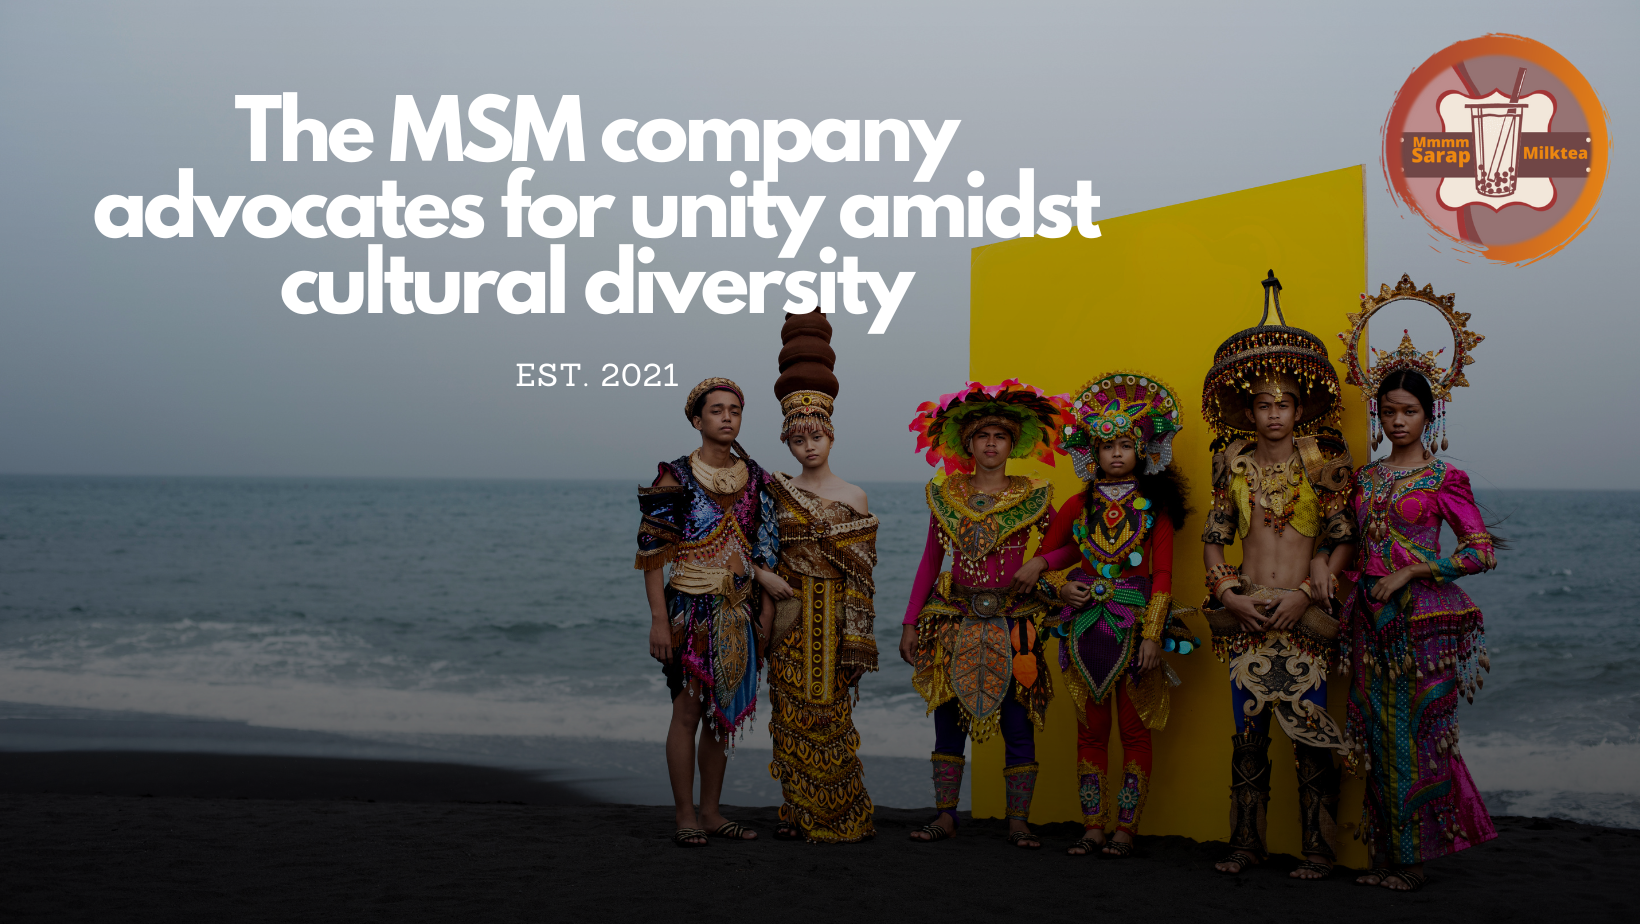 The MSM company
advocates for unity amidst
cultural diversity
EST. 2021
Mmmm
Sarap
Milktea